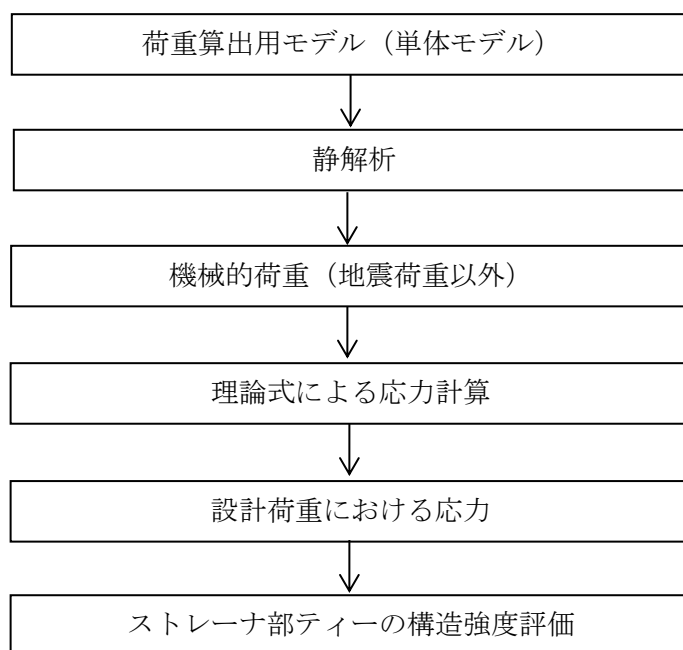 荷重算出用モデル（単体モデル）
静解析
機械的荷重（地震荷重以外）
理論式による応力計算
設計荷重における応力
ストレーナ部ティーの構造強度評価